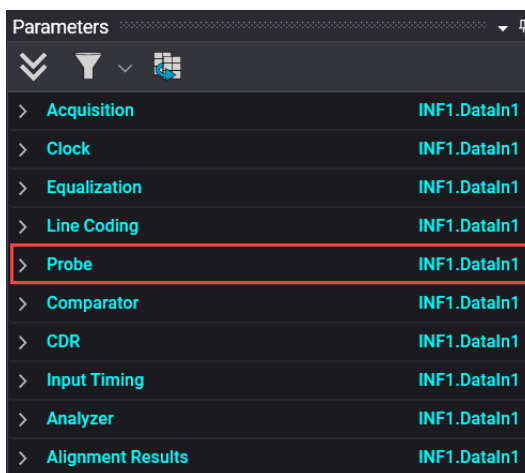 Parameters
Acquisition INF1.DataIn1
Clock INF1.DataIn1
Equalization INF1.DataIn1
Line Coding INF1.DataIn1
Probe INF1.DataIn1
Comparator INF1.DataIn1
CDR INF1.DataIn1
Input Timing INF1.DataIn1
Analyzer INF1.DataIn1
Alignment Results INF1.DataIn1